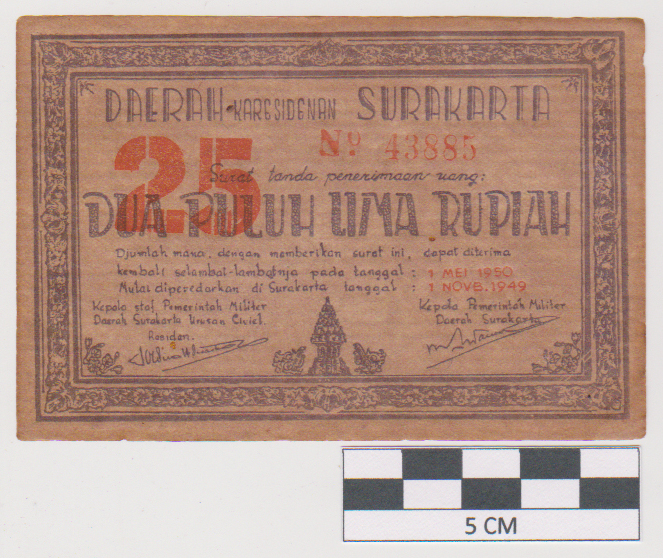 DAERAH KARESIDENAN SURAKARTA
No 43885
25
Surat tanda penerimaan uang:
DUA PULUH LIMA RUPIAH
Djumlah mana, dengan memberikan surat ini, dapat diterima
kembali selambat-lambatnja pada tanggal : 1 MEI 1950
Mulai diperedarkan di Surakarta tanggal : 1 NOVB. 1949
Kepala staf Pemerintah Militer
Daerah Surakarta Urusan Civiel.
Residen.
Kepala Pemerintah Militer
Daerah Surakarta
5 CM